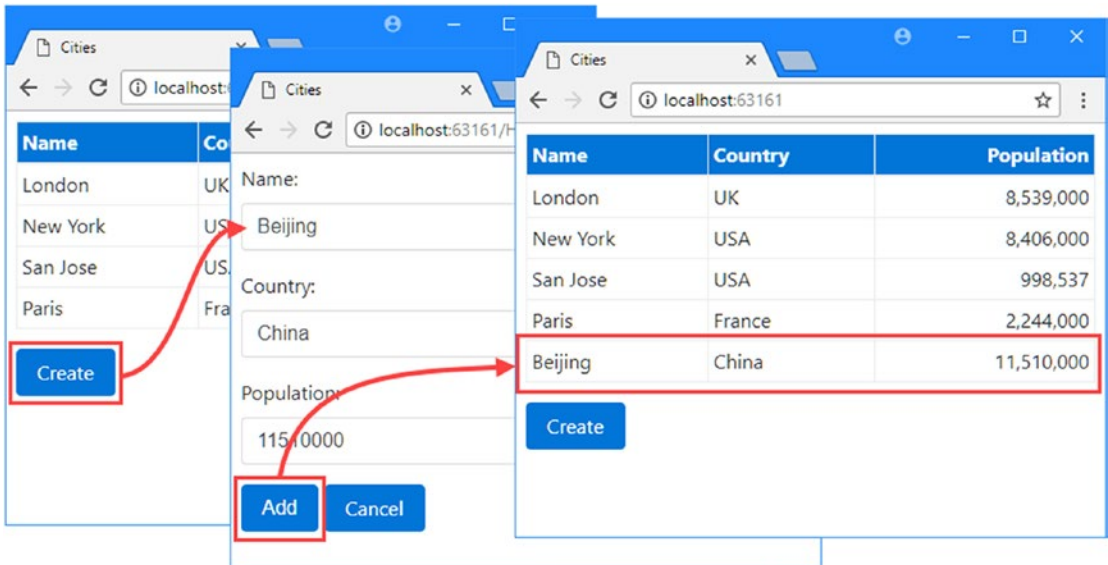 Cities
localhost:
Name Co
London UK
New York US
San Jose US.
Paris Fra
Create
Cities
localhost:63161/H
Name:
Beijing
Country:
China
Population:
11510000
Add Cancel
Cities
localhost:63161
Name Country Population
London UK 8,539,000
New York USA 8,406,000
San Jose USA 998,537
Paris France 2,244,000
Beijing China 11,510,000
Create